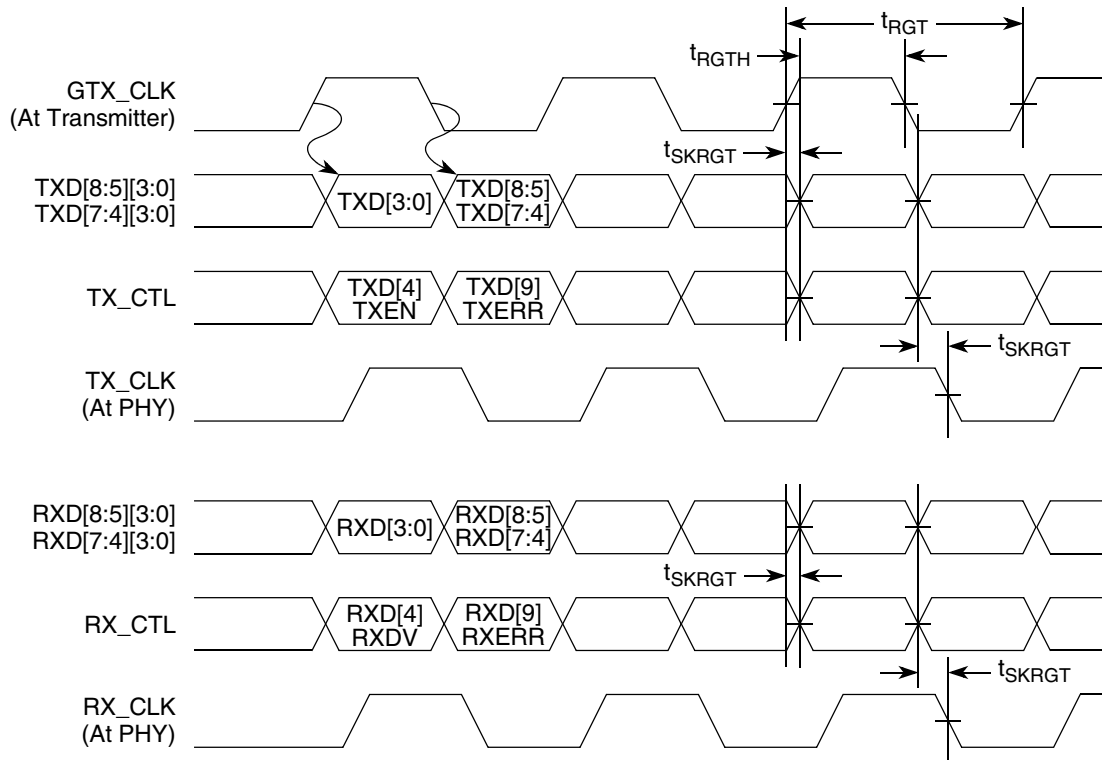 tRGT
tRGTH
GTX_CLK
(At Transmitter)
tSKRGT
TXD[8:5][3:0]
TXD[7:4][3:0]
TXD[3:0]
TXD[8:5]
TXD[7:4]
TX_CTL
TXD[4]
TXEN
TXD[9]
TXERR
tSKRGT
TX_CLK
(At PHY)
RXD[8:5][3:0]
RXD[7:4][3:0]
RXD[3:0]
RXD[8:5]
RXD[7:4]
tSKRGT
RX_CTL
RXD[4]
RXDV
RXD[9]
RXERR
tSKRGT
RX_CLK
(At PHY)